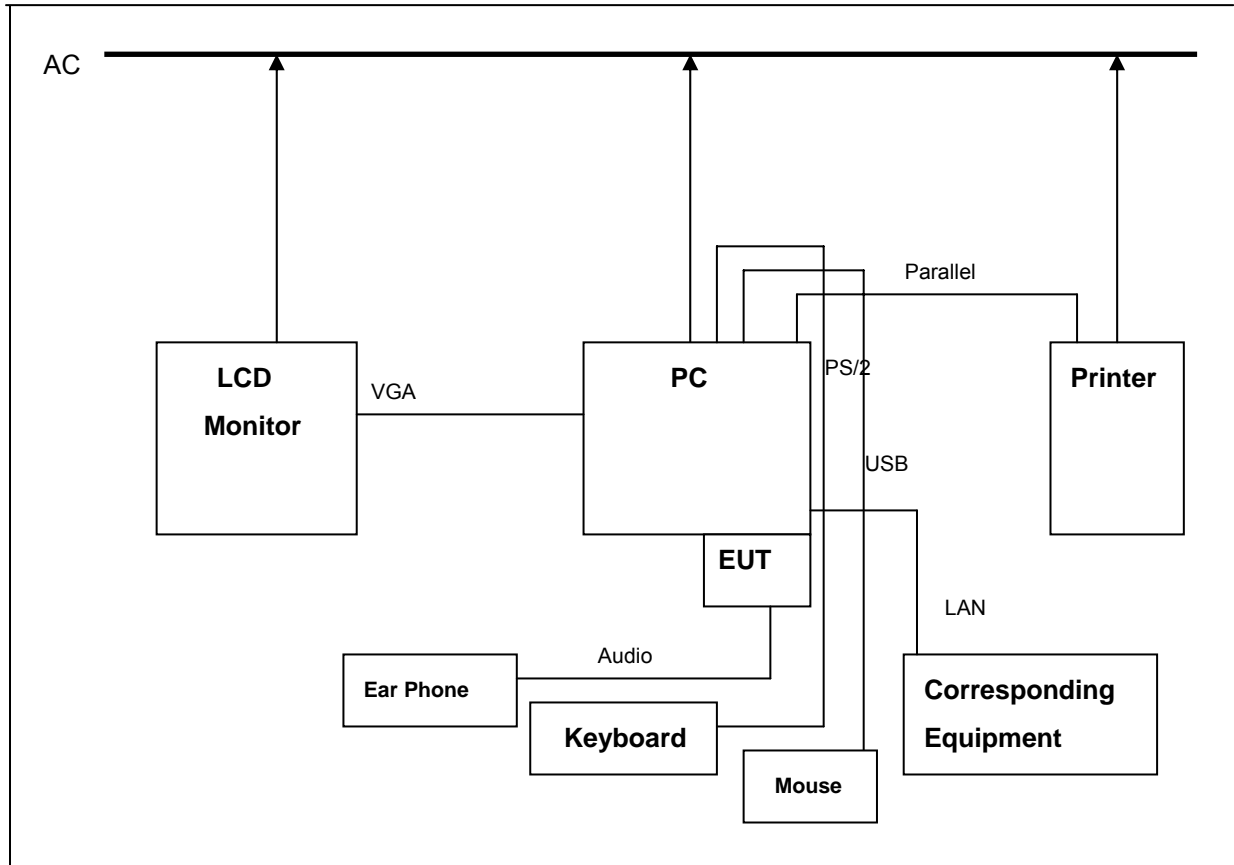 AC
Parallel
LCD
Monitor
VGA
PC
PS/2
Printer
USB
EUT
LAN
Audio
Ear Phone
Keyboard
Corresponding
Equipment
Mouse